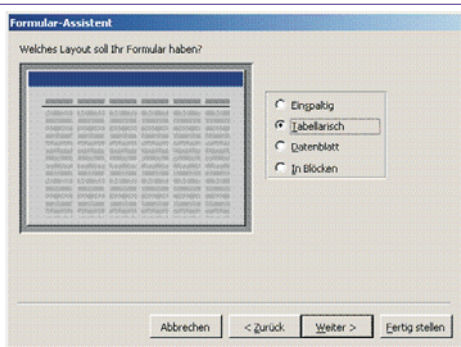 Formular-Assistent
Welches Layout soll Ihr Formular haben?
Einspaltig
Tabellarisch
Datenblatt
In Blöcken
Abbrechen
< Zurück
Weiter >
Fertig stellen